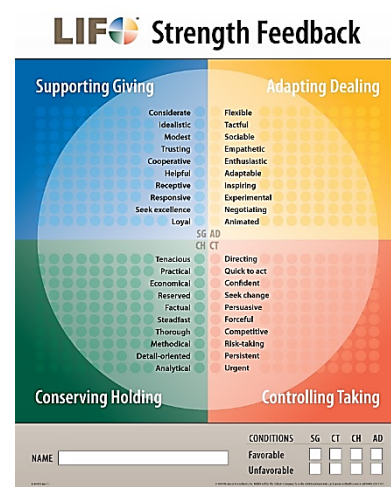 LIFO Strength Feedback
Supporting Giving
Adapting Dealing
Considerate
Idealistic
Modest
Trusting
Cooperative
Helpful
Receptive
Responsive
Seek excellence
Loyal
Flexible
Tactful
Sociable
Empathetic
Enthusiastic
Adaptable
Inspiring
Experimental
Negotiating
Animated
SG AD
CH CT
Tenacious
Practical
Economical
Reserved
Factual
Steadfast
Thorough
Methodical
Detail-oriented
Analytical
Directing
Quick to act
Confident
Seek change
Persuasive
Forceful
Competitive
Risk-taking
Persistent
Urgent
Conserving Holding
Controlling Taking
NAME
CONDITIONS SG CT CH AD
Favorable
Unfavorable